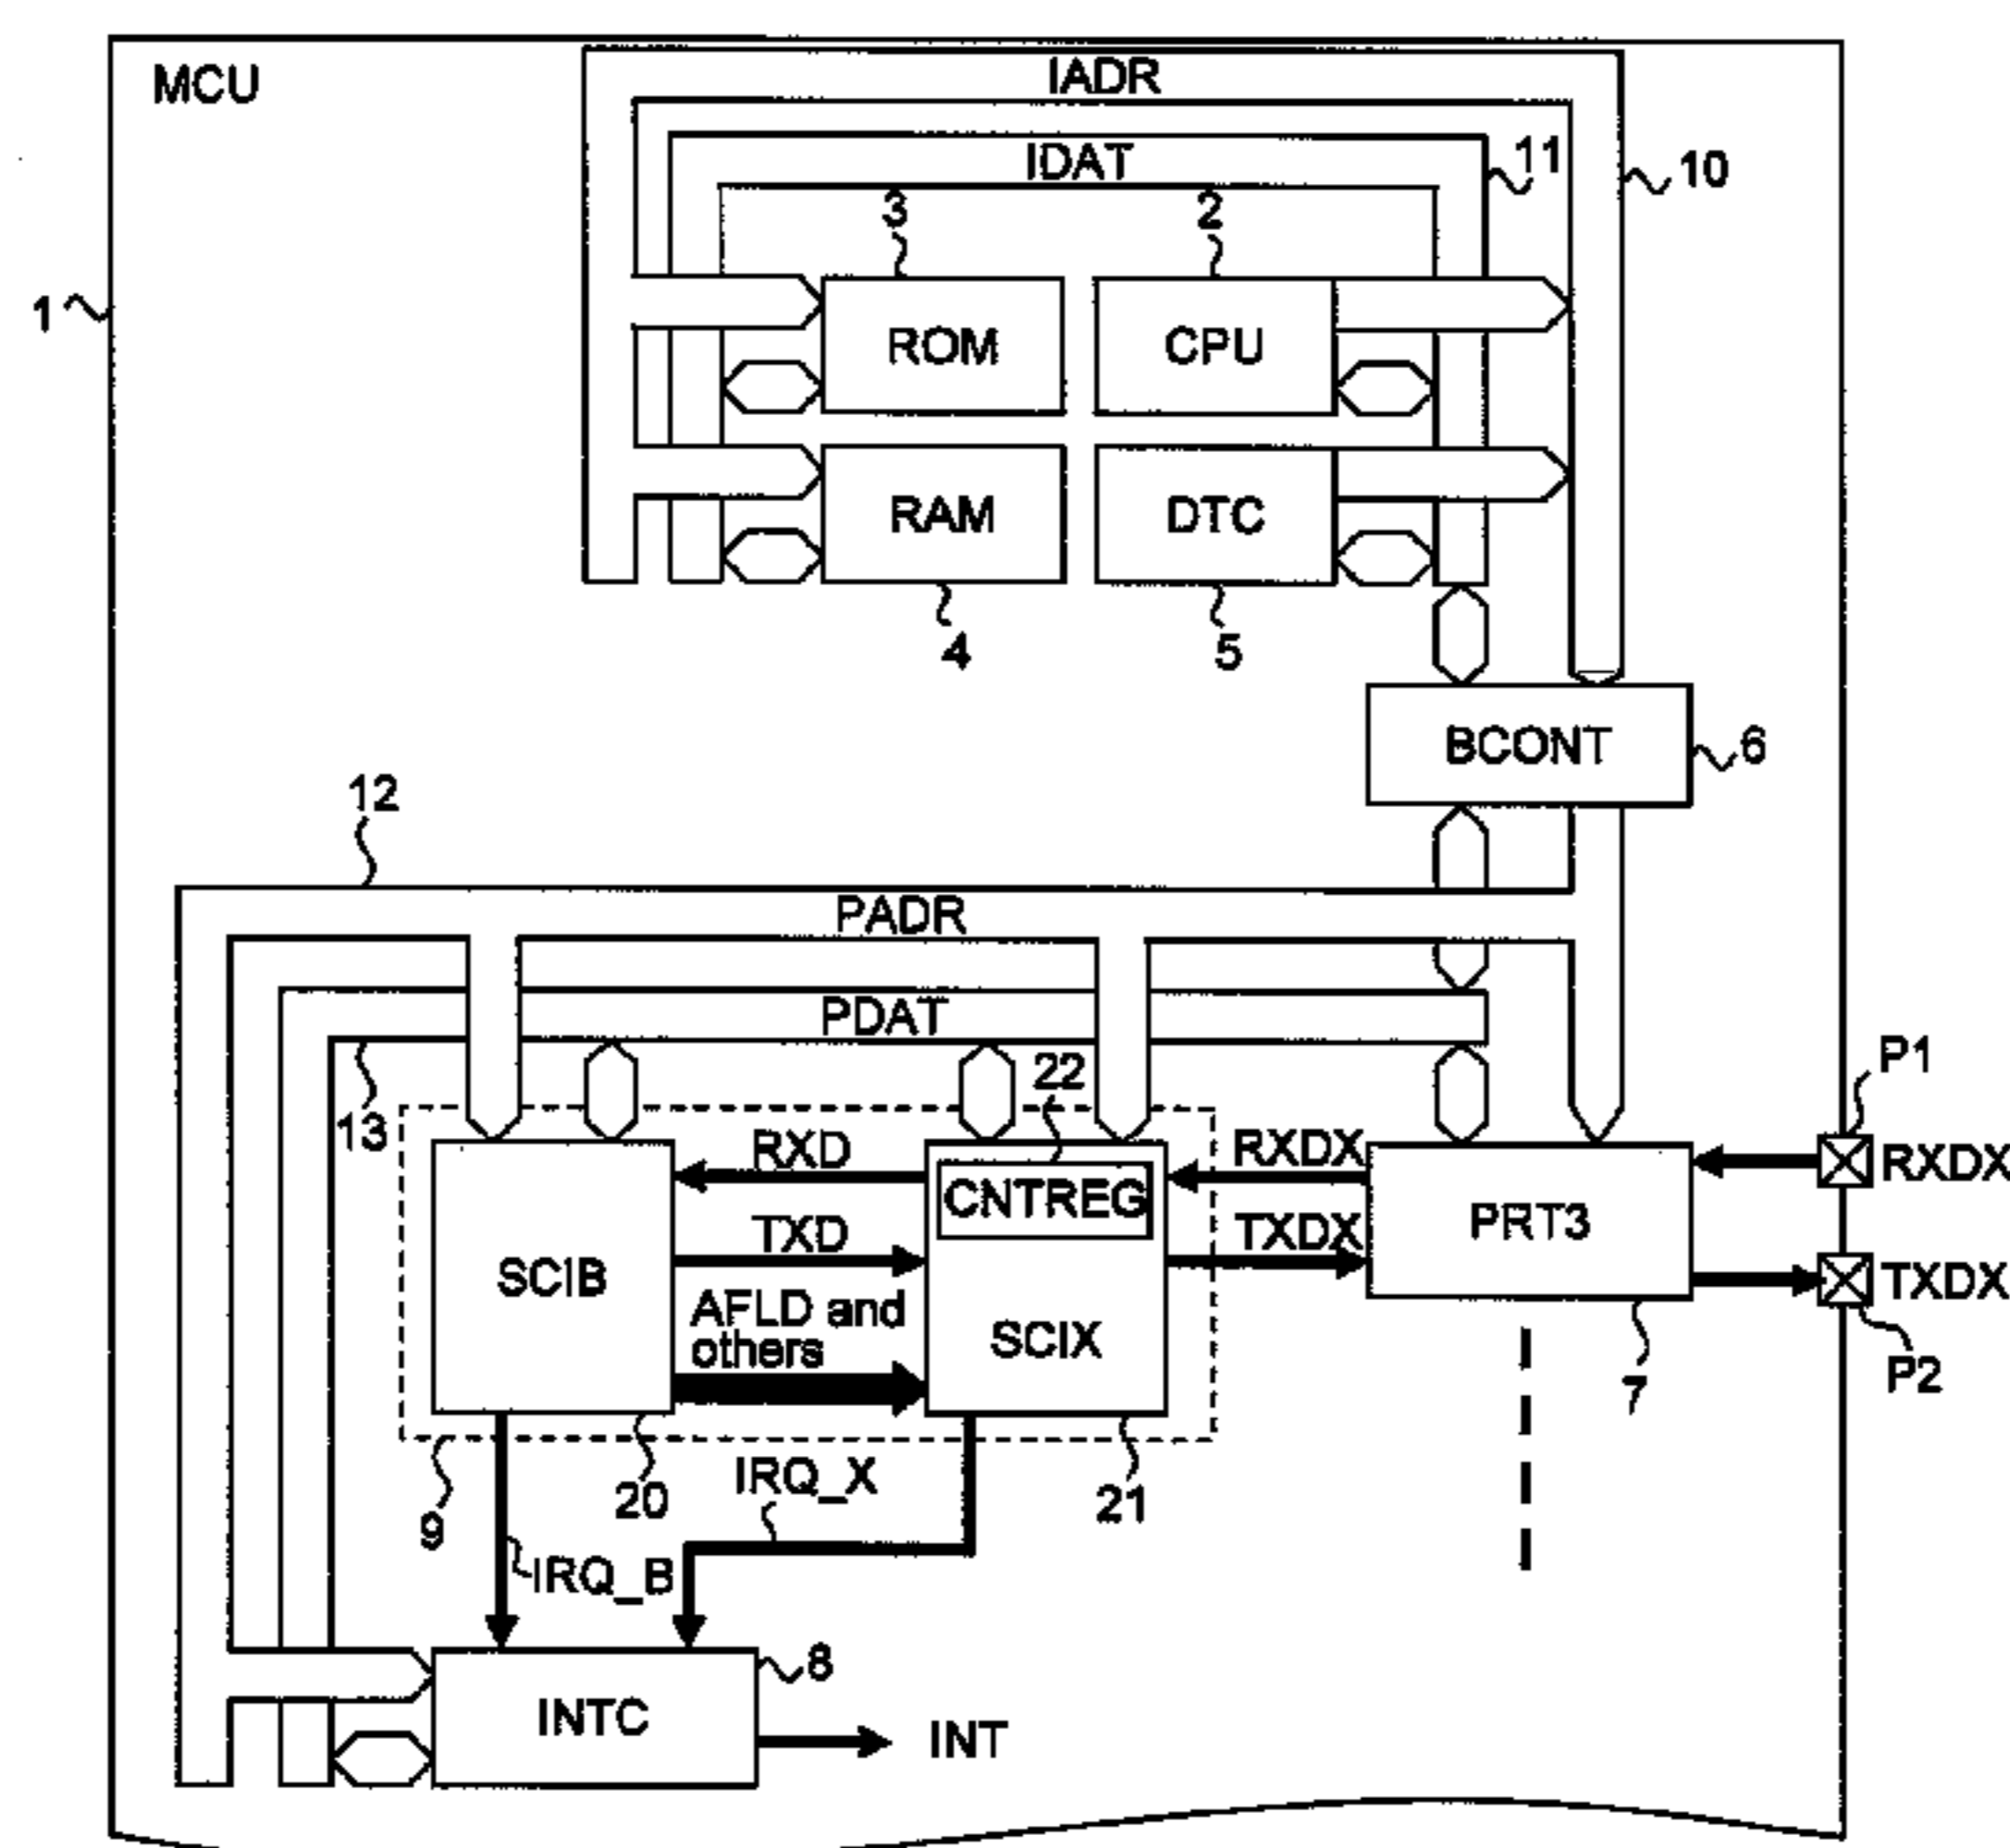 MCU
IADR
IDAT
11
10
3
2
1
ROM
CPU
RAM
DTC
4
5
BCONT
6
12
PADR
PDAT
13
22
P1
RXD
RXDX
RXDX
CNTREG
TXD
TXDX
PRT3
SCIB
TXDX
AFLD and
others
SCIX
P2
7
9
20
IRQ_X
21
IRQ_B
8
INTC
INT